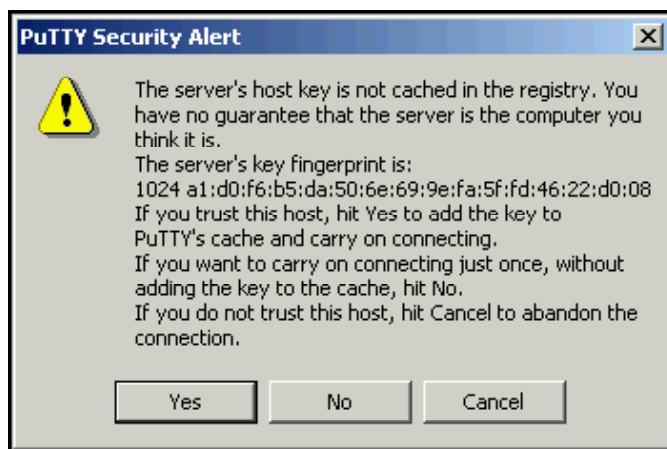 PuTTY Security Alert
The server's host key is not cached in the registry. You
have no guarantee that the server is the computer you
think it is.
The server's key fingerprint is:
1024 a1:d0:f6:b5:da:50:6e:69:9e:fa:5f:fd:46:22:d0:08
If you trust this host, hit Yes to add the key to
PuTTY's cache and carry on connecting.
If you want to carry on connecting just once, without
adding the key to the cache, hit No.
If you do not trust this host, hit Cancel to abandon the
connection.
Yes No Cancel